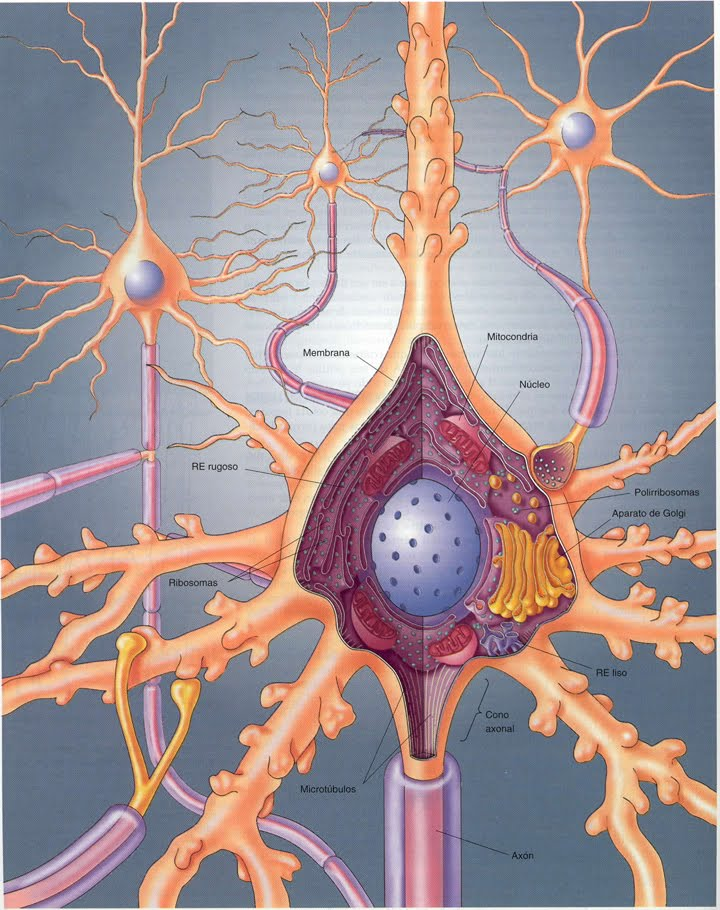 Mitocondria
Membrana
Núcleo
RE rugoso
Polirribosomas
Aparato de Golgi
Ribosomas
RE liso
Cono
axonal
Microtúbulos
Axón